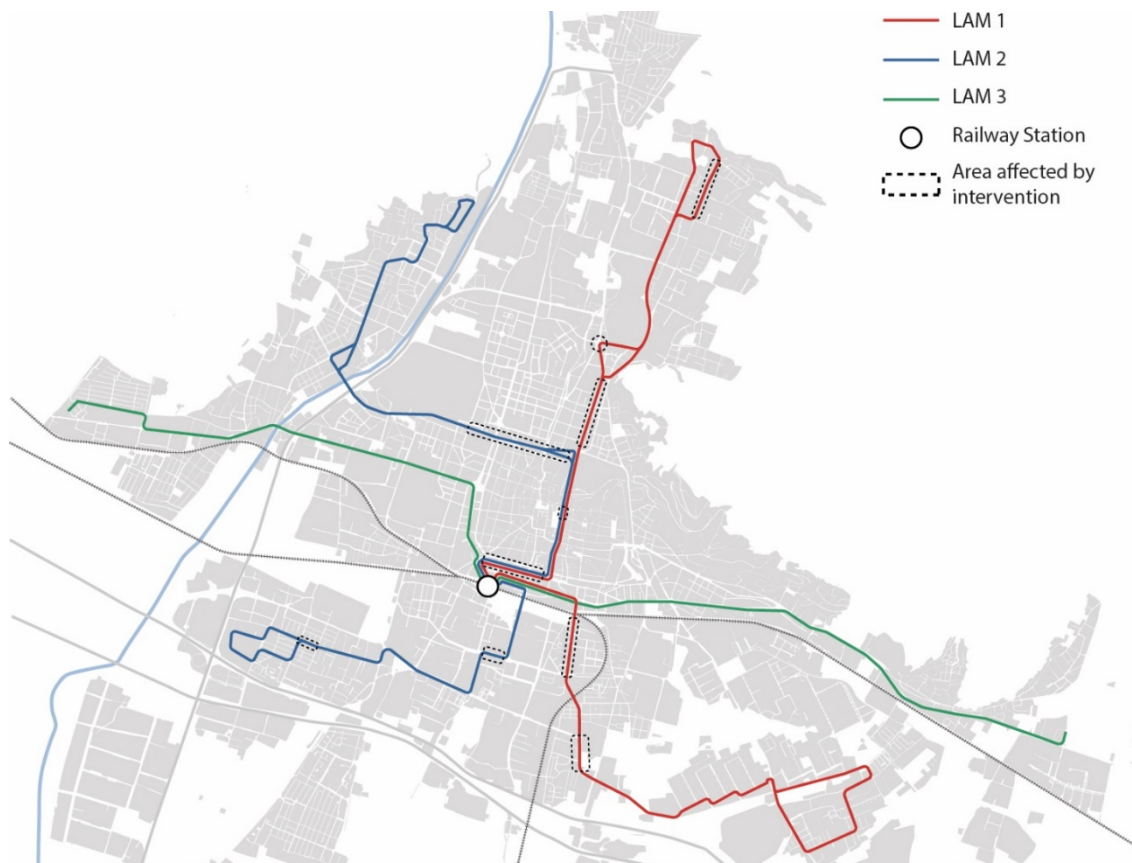 LAM 1
LAM 2
LAM 3
Railway Station
Area affected by
intervention